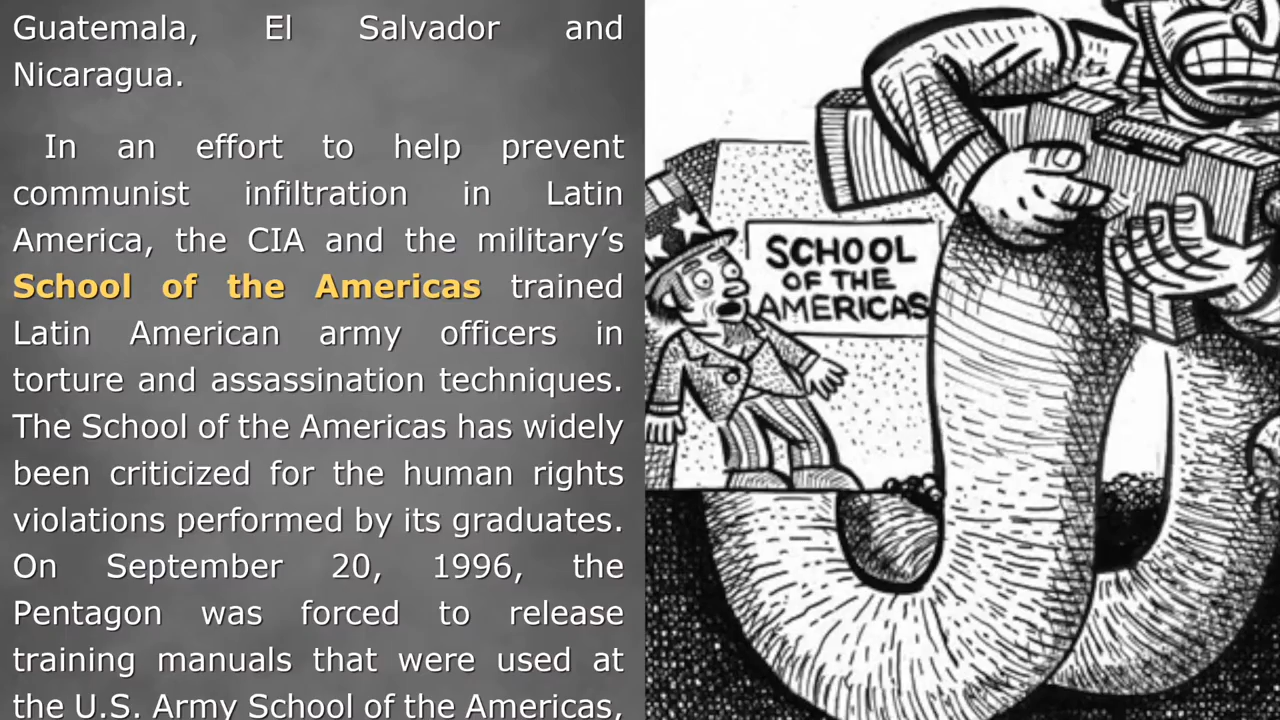 Guatemala, El Salvador and
Nicaragua.
In an effort to help prevent
communist infiltration in Latin
America, the CIA and the military’s
School of the Americas trained
Latin American army officers in
torture and assassination techniques.
The School of the Americas has widely
been criticized for the human rights
violations performed by its graduates.
On September 20, 1996, the
Pentagon was forced to release
training manuals that were used at
the U.S. Army School of the Americas,
SCHOOL
OF THE
AMERICAS